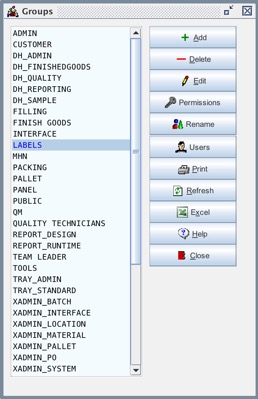 Groups
ADMIN
CUSTOMER
DH_ADMIN
DH_FINISHEDGOODS
DH_QUALITY
DH_REPORTING
DH_SAMPLE
FILLING
FINISH GOODS
INTERFACE
LABELS
MHN
PACKING
PALLET
PANEL
PUBLIC
QM
QUALITY TECHNICIANS
REPORT_DESIGN
REPORT_RUNTIME
TEAM LEADER
TOOLS
TRAY_ADMIN
TRAY_STANDARD
XADMIN_BATCH
XADMIN_INTERFACE
XADMIN_LOCATION
XADMIN_MATERIAL
XADMIN_PALLET
XADMIN_PO
XADMIN_SYSTEM
Add
Delete
Edit
Permissions
Rename
Users
Print
Refresh
Excel
Help
Close